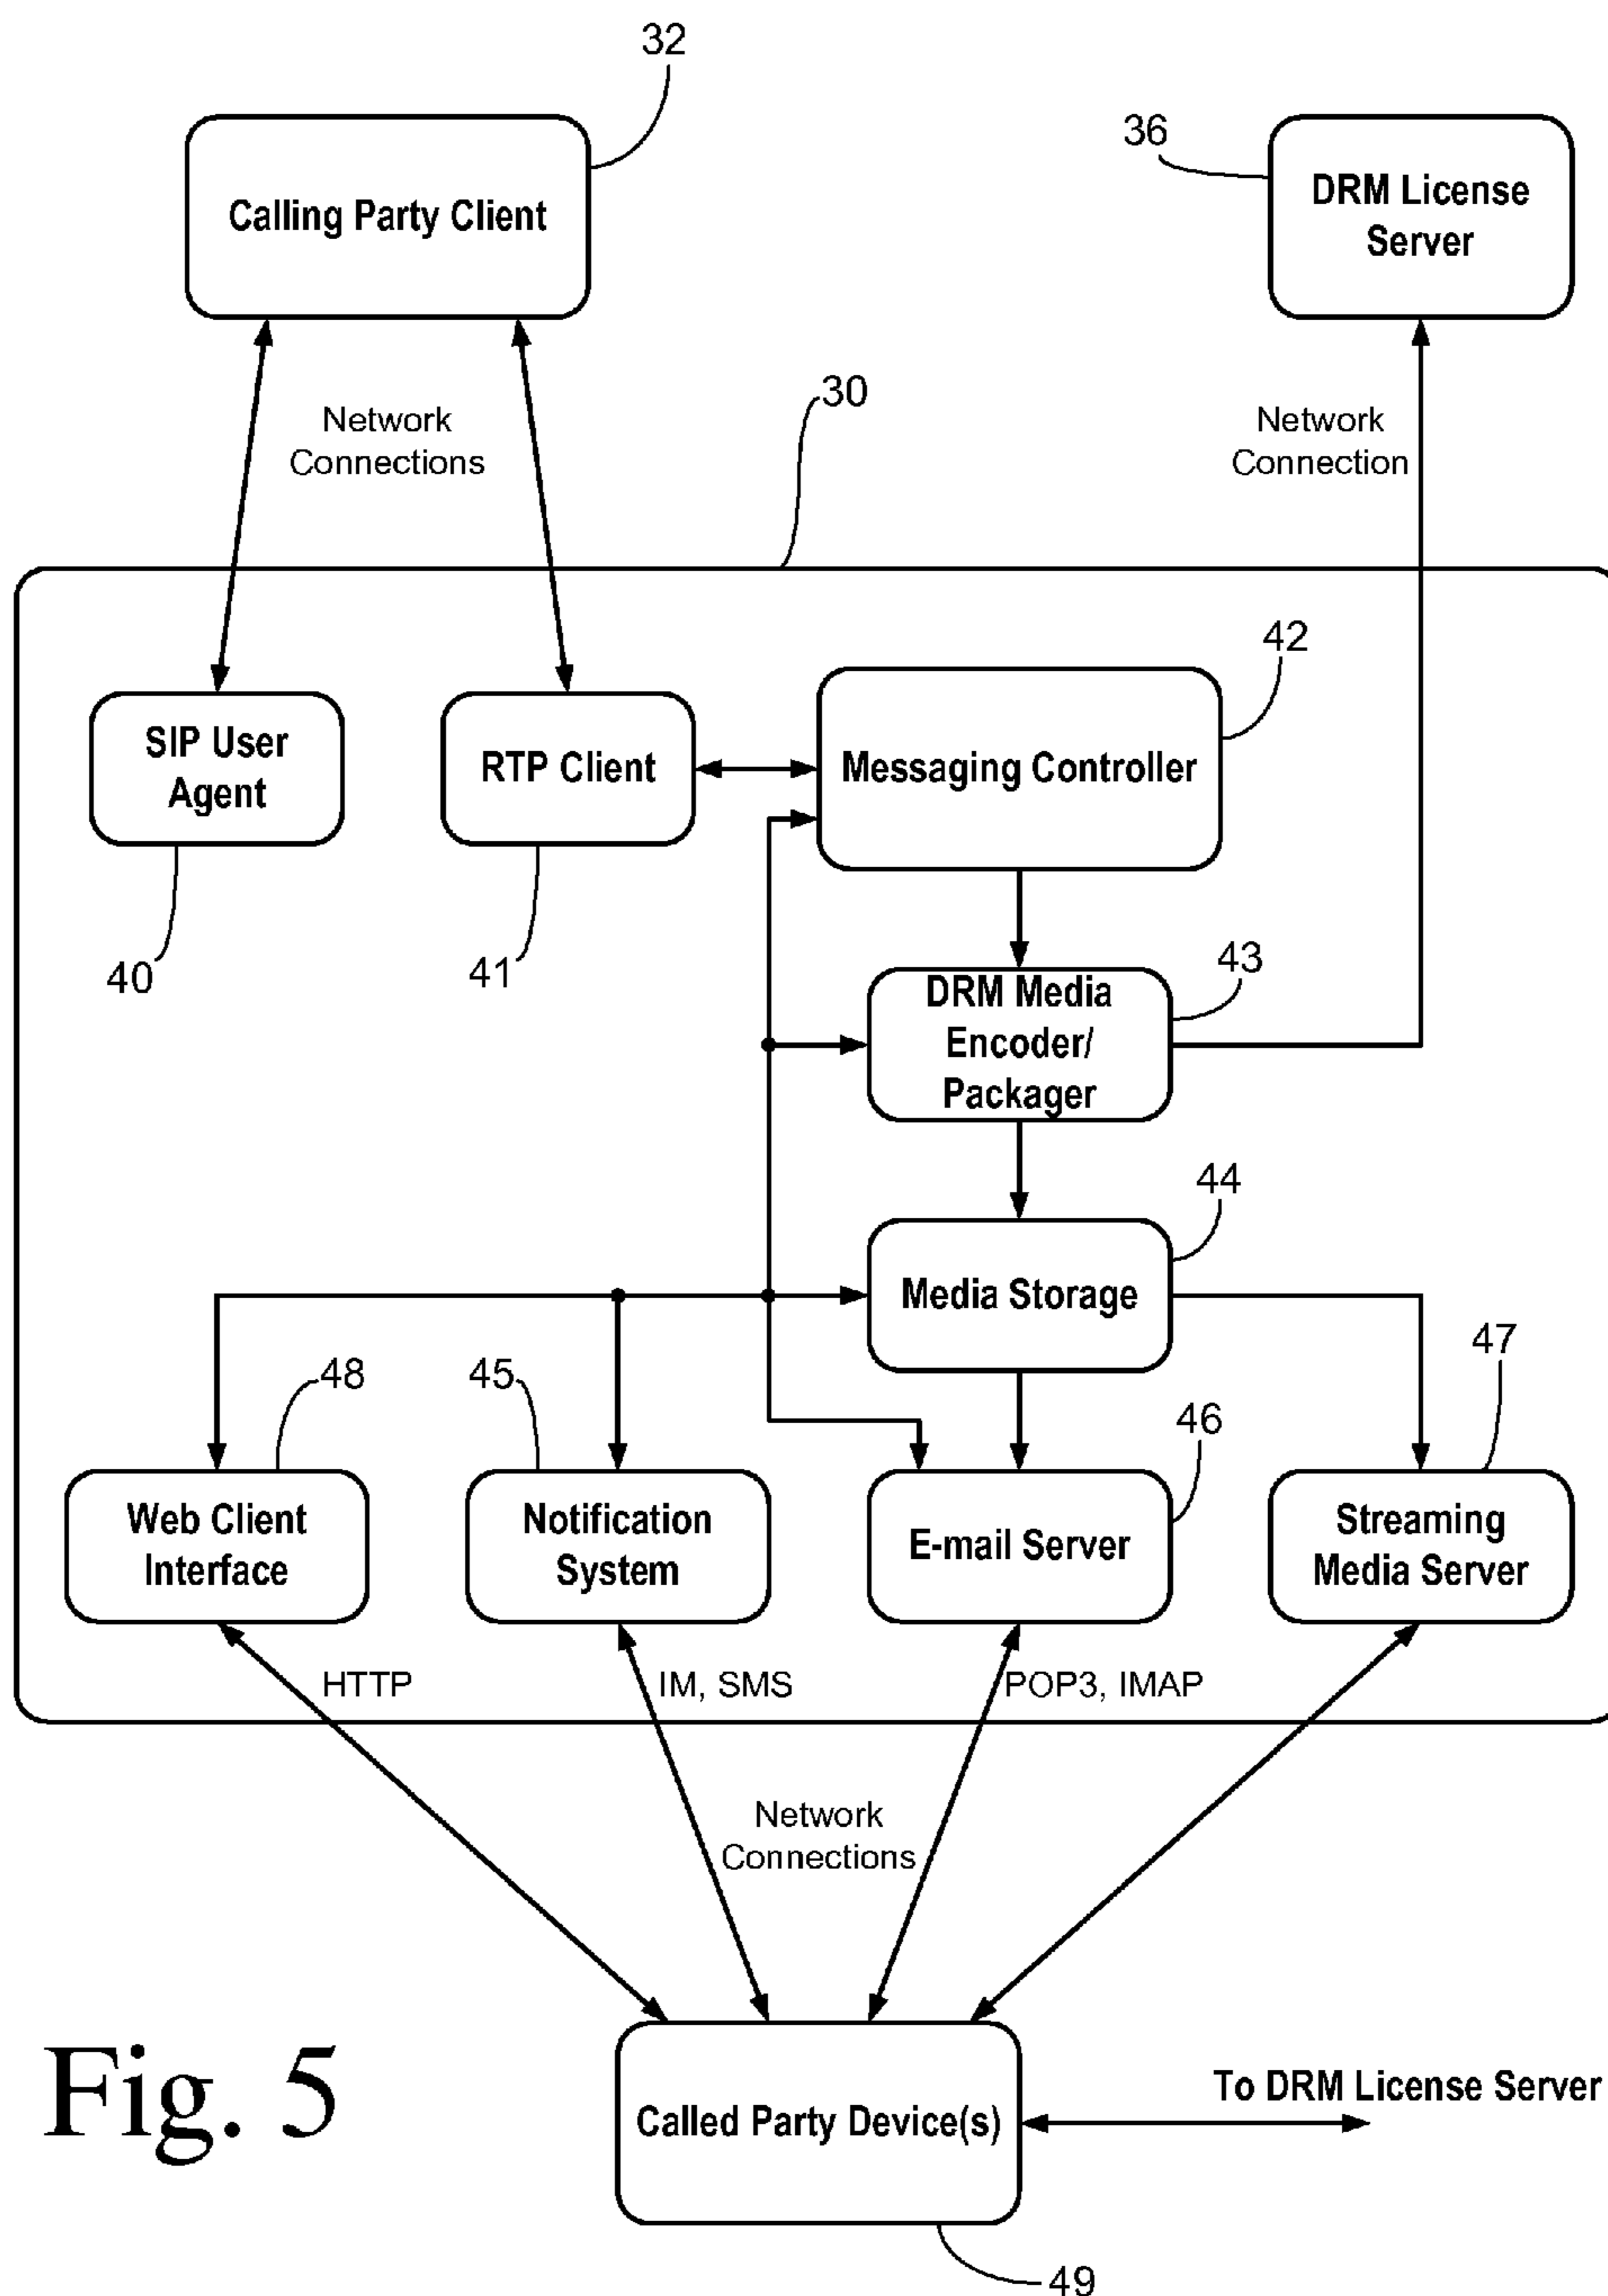 32
36
Calling Party Client
DRM License
Server
30
Network
Connections
Network
Connection
42
SIP User
Agent
RTP Client
Messaging Controller
40
41
43
DRM Media
Encoder/
Packager
44
Media Storage
48
45
46
47
Web Client
Interface
Notification
System
E-mail Server
Streaming
Media Server
HTTP
IM, SMS
POP3, IMAP
Network
Connections
Fig. 5
Called Party Device(s)
To DRM License Server
49